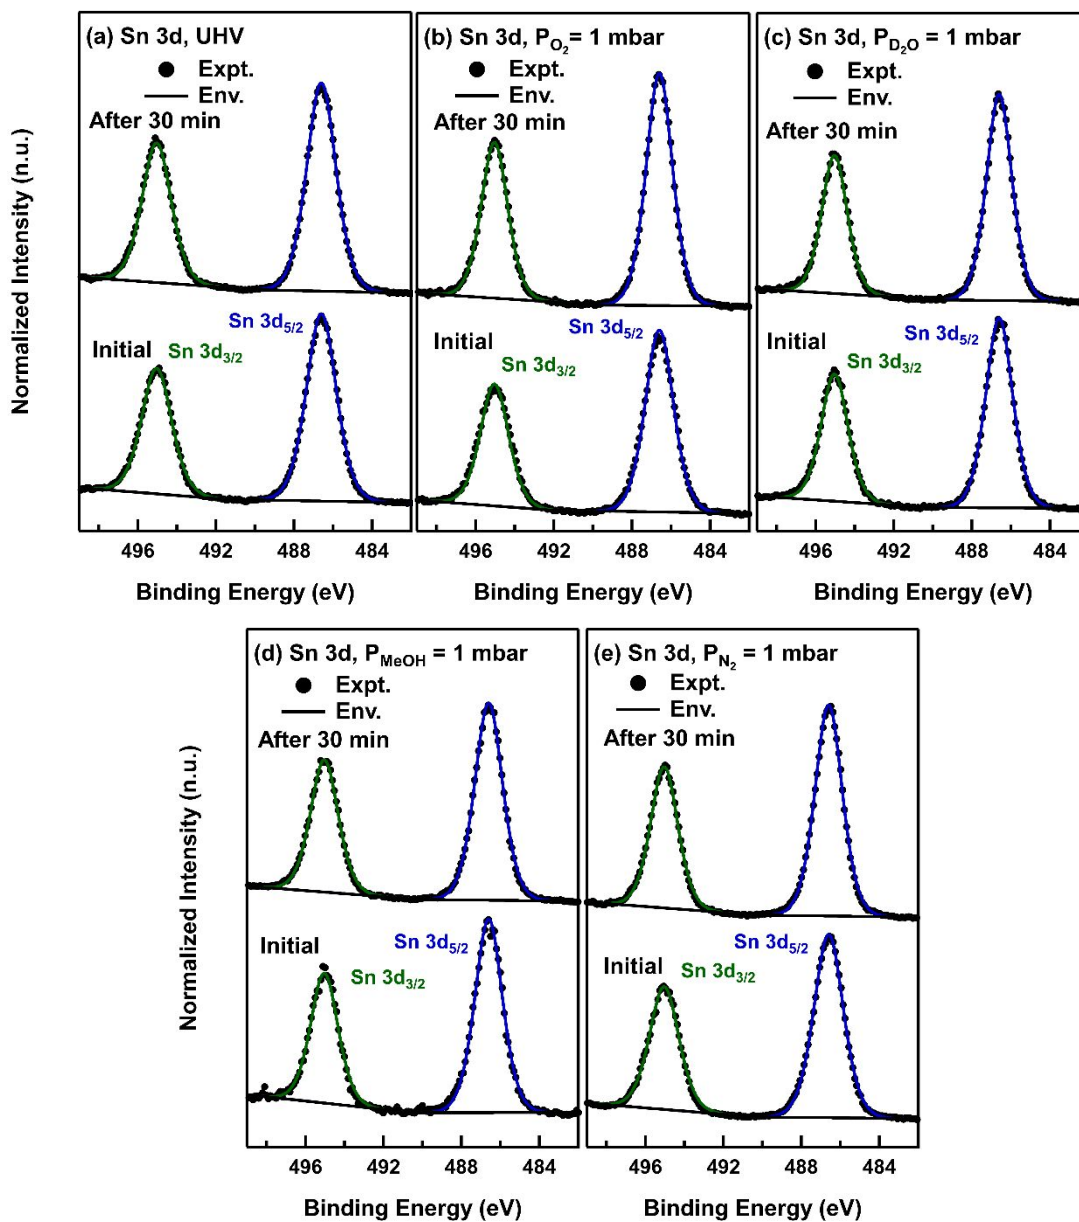 (a) Sn 3d, UHV
Expt.
Env.
After 30 min
Initial
Sn 3d3/2
Sn 3d5/2
496 492 488 484
Binding Energy (eV)
Normalized Intensity (n.u.)
(b) Sn 3d, PO2 = 1 mbar
Expt.
Env.
After 30 min
Initial
Sn 3d3/2
Sn 3d5/2
496 492 488 484
Binding Energy (eV)
(c) Sn 3d, PD2O = 1 mbar
Expt.
Env.
After 30 min
Initial
Sn 3d3/2
Sn 3d5/2
496 492 488 484
Binding Energy (eV)
(d) Sn 3d, PMeOH = 1 mbar
Expt.
Env.
After 30 min
Initial
Sn 3d3/2
Sn 3d5/2
496 492 488 484
Binding Energy (eV)
Normalized Intensity (n.u.)
(e) Sn 3d, PN2 = 1 mbar
Expt.
Env.
After 30 min
Initial
Sn 3d3/2
Sn 3d5/2
496 492 488 484
Binding Energy (eV)